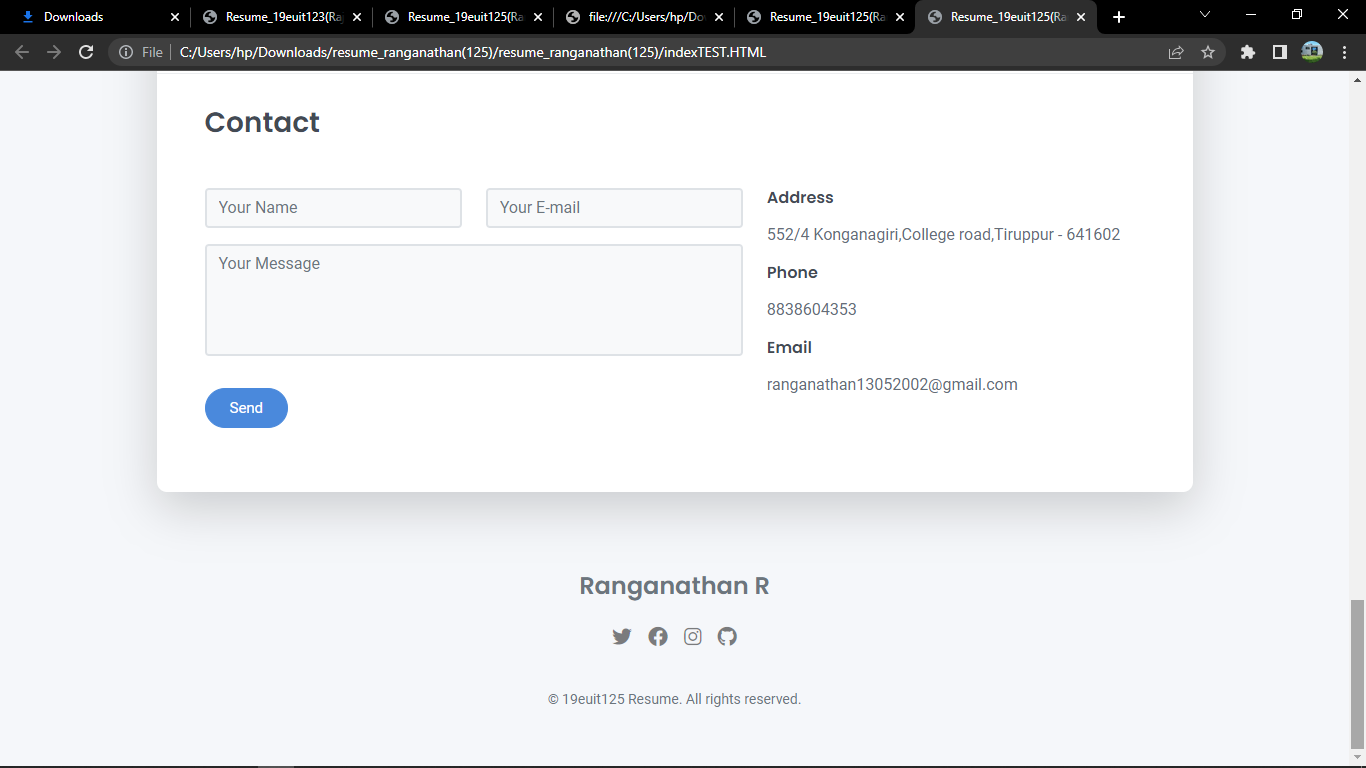 Downloads
Resume_19euit123(Ra
Resume_19euit125(Ra
file:///C:/Users/hp/Do
Resume_19euit125(Ra
Resume_19euit125(Ra
File
C:/Users/hp/Downloads/resume_ranganathan(125)/resume_ranganathan(125)/indexTEST.HTML
Contact
Your Name
Your E-mail
Your Message
Send
Address
552/4 Konganagiri,College road,Tiruppur - 641602
Phone
8838604353
Email
ranganathan13052002@gmail.com
Ranganathan R
© 19euit125 Resume. All rights reserved.